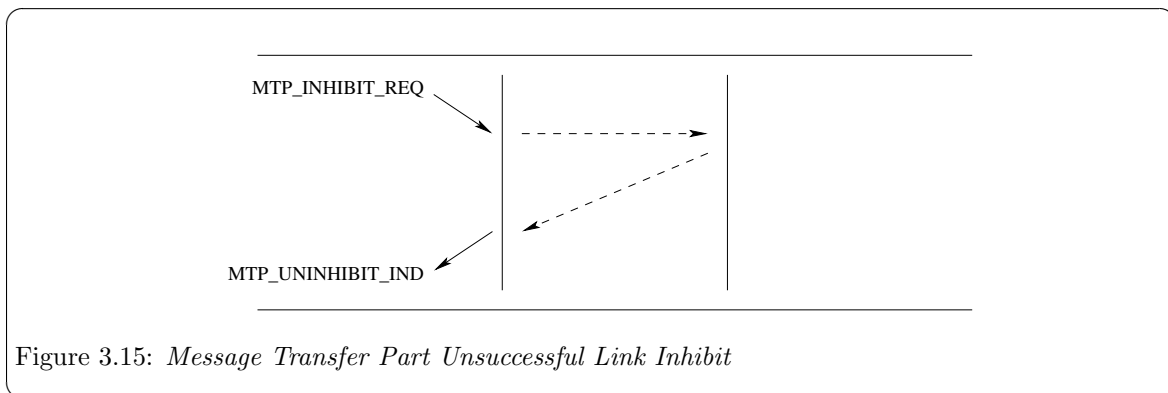 MTP_INHIBIT_REQ
MTP_UNINHIBIT_IND
Figure 3.15: Message Transfer Part Unsuccessful Link Inhibit